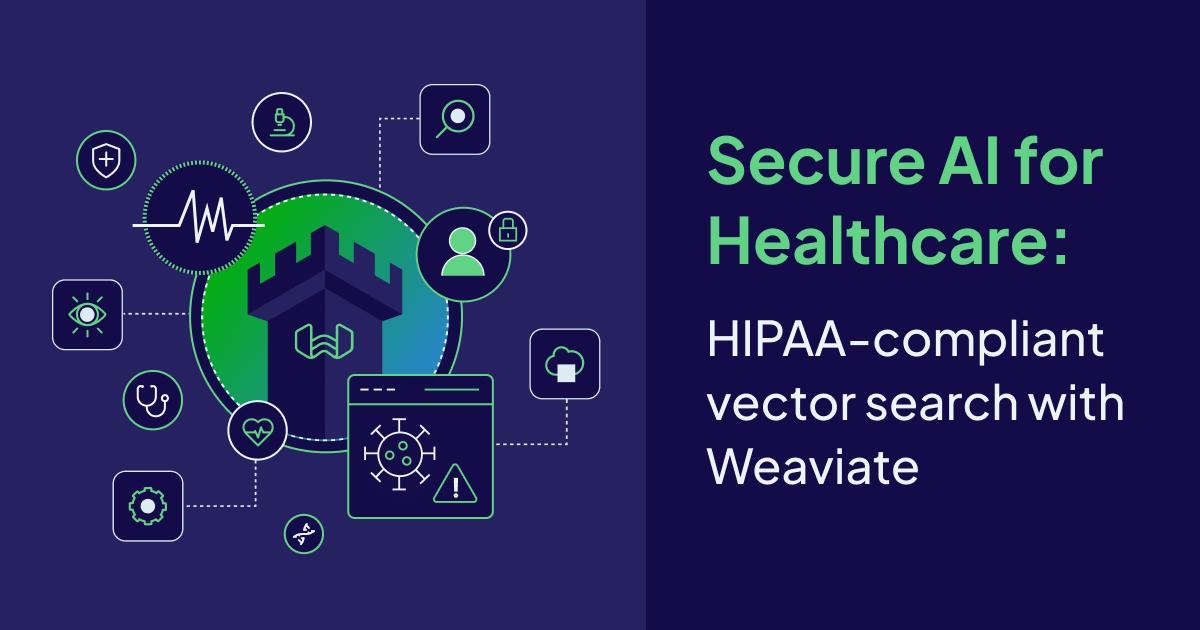 Secure AI for
Healthcare:
HIPAA-compliant
vector search with
Weaviate